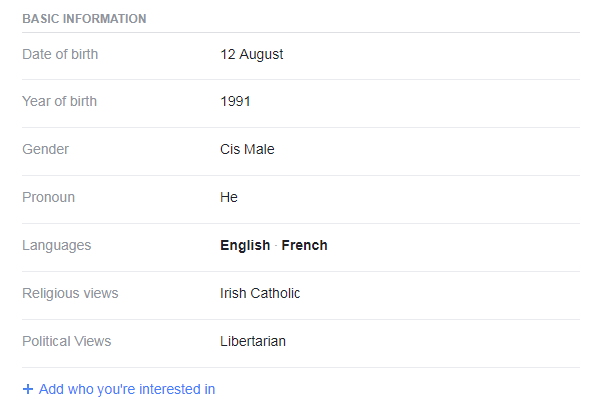 BASIC INFORMATION
Date of birth 12 August
Year of birth 1991
Gender Cis Male
Pronoun He
Languages English · French
Religious views Irish Catholic
Political Views Libertarian
+ Add who you're interested in